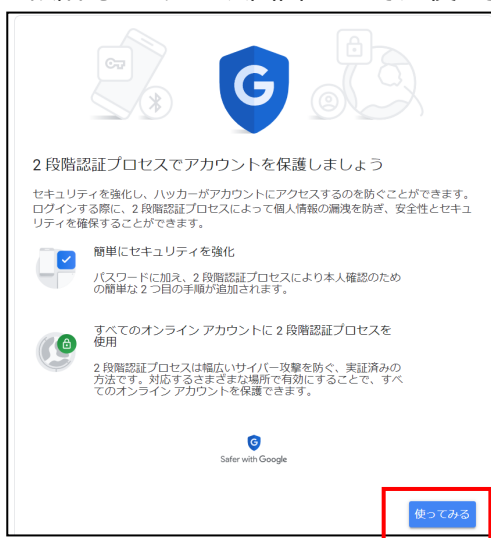 2 段階認証プロセスでアカウントを保護しましょう
セキュリティを強化し、ハッカーがアカウントにアクセスするのを防ぐことができます。
ログインする際に、2 段階認証プロセスによって個人情報の漏洩を防ぎ、安全性とセキュ
リティを確保することができます。
簡単にセキュリティを強化
パスワードに加え、2 段階認証プロセスにより本人確認のため
の簡単な 2 つ目の手順が追加されます。
すべてのオンライン アカウントに 2 段階認証プロセスを
使用
2 段階認証プロセスは幅広いサイバー攻撃を防ぐ、実証済みの
方法です。対応するさまざまな場所で有効にすることで、すべ
てのオンライン アカウントを保護できます。
Safer with Google
使ってみる